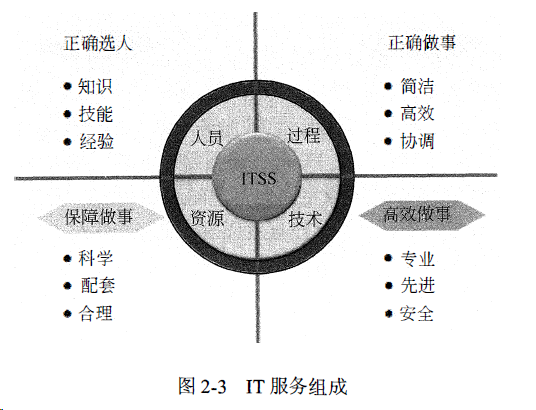 正确选人
知识
技能
经验
正确做事
简洁
高效
协调
人员
过程
ITSS
资源
技术
保障做事
科学
配套
合理
高效做事
专业
先进
安全
图 2-3 IT 服务组成